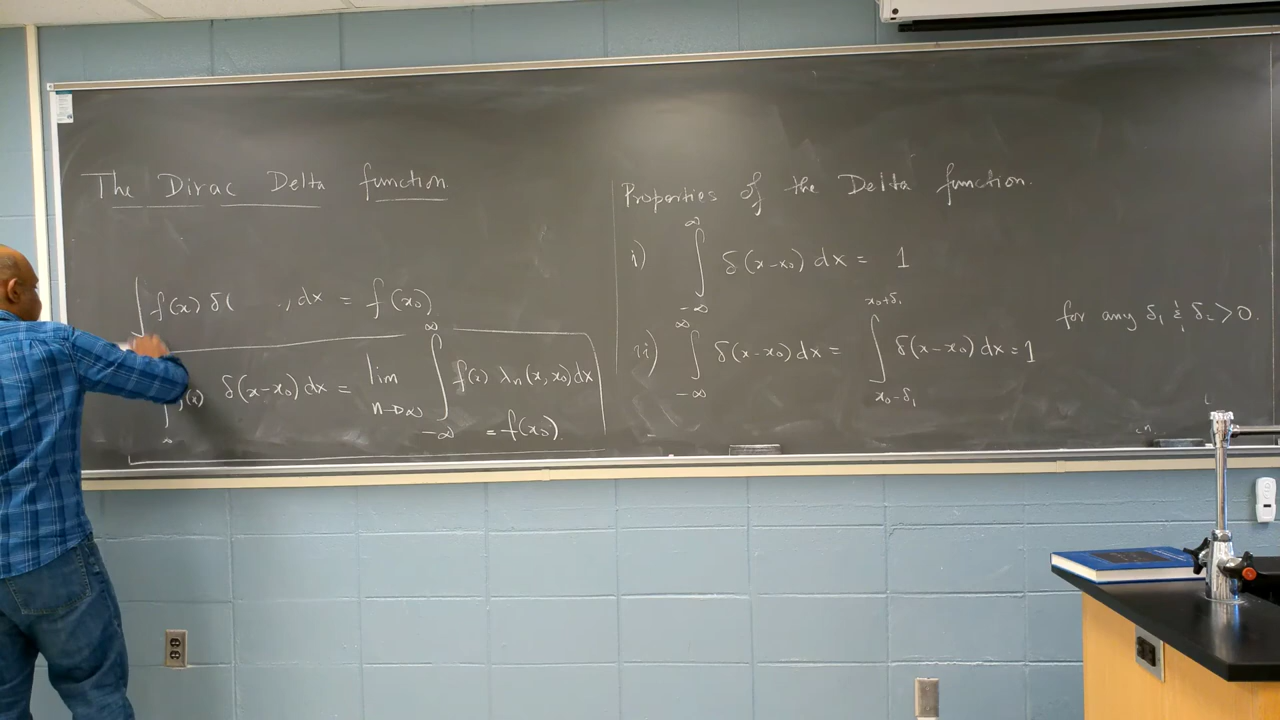 The Dirac Delta function
∫ f(x) δ( ., dx = f(x₀)
∫ f(x) δ(x-x₀) dx = lim n→∞ ∫_{-∞}^{∞} f(x) λₙ(x, x₀) dx
= f(x₀).
Properties of the Delta function.
i) ∫_{-∞}^{∞} δ(x-x₀) dx = 1
ii) ∫_{-∞}^{∞} δ(x-x₀) dx = ∫_{x₀-δ₁}^{x₀+δ₁} δ(x-x₀) dx = 1 for any δ₁ & δ₂ > 0.